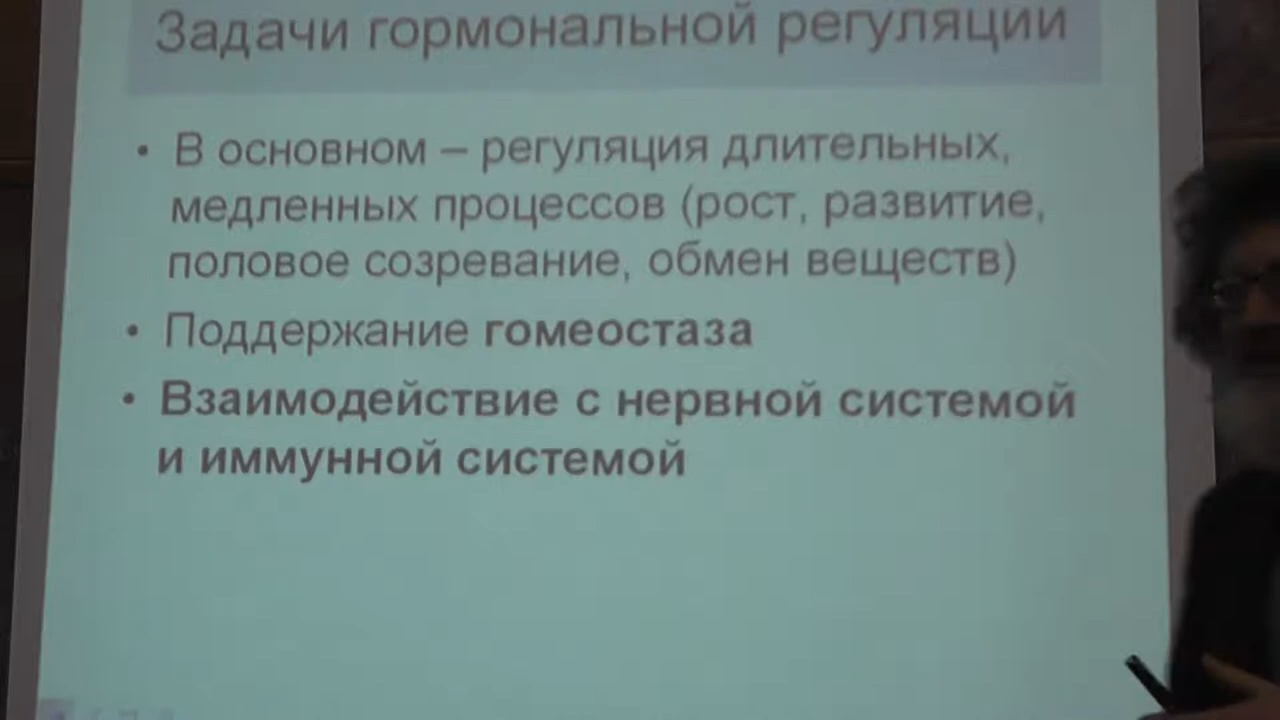 Задачи гормональной регуляции
• В основном – регуляция длительных,
медленных процессов (рост, развитие,
половое созревание, обмен веществ)
• Поддержание гомеостаза
• Взаимодействие с нервной системой
и иммунной системой